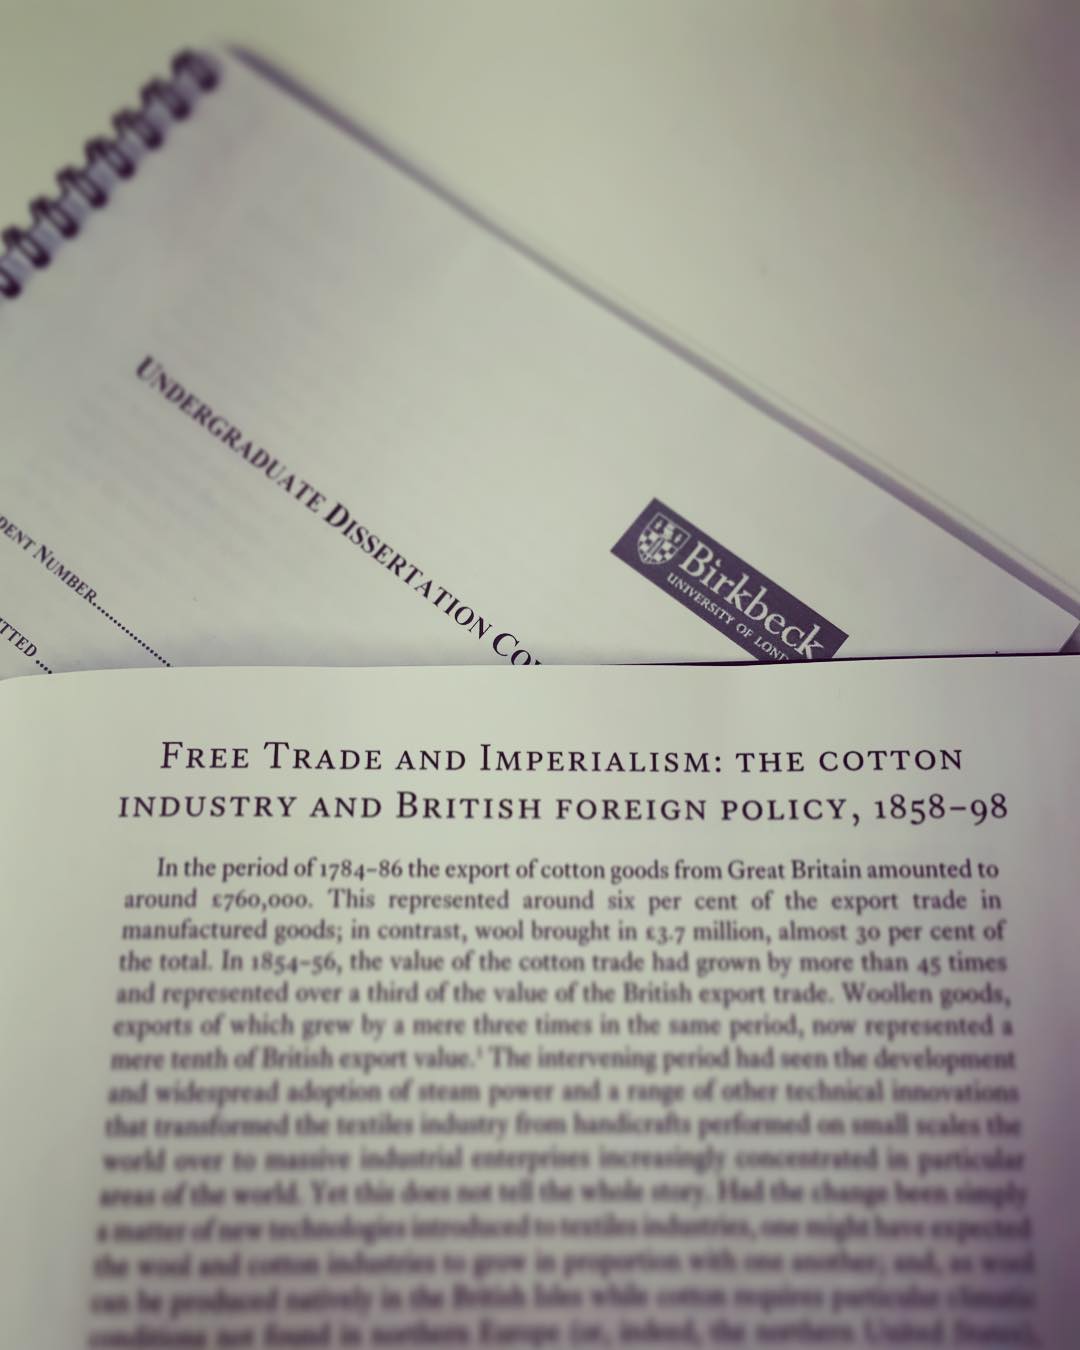 Undergraduate Dissertation Co
dent Number
tted
Birkbeck
UNIVERSITY OF LOND
Free Trade and Imperialism: the cotton
industry and British foreign policy, 1858–98
In the period of 1784–86 the export of cotton goods from Great Britain amounted to
around £760,000. This represented around six per cent of the export trade in
manufactured goods; in contrast, wool brought in £3.7 million, almost 30 per cent of
the total. In 1854–56, the value of the cotton trade had grown by more than 45 times
and represented over a third of the value of the British export trade. Woollen goods,
exports of which grew by a mere three times in the same period, now represented a
mere tenth of British export value.¹ The intervening period had seen the development
and widespread adoption of steam power and a range of other technical innovations
that transformed the textiles industry from handicrafts performed on small scales the
world over to massive industrial enterprises increasingly concentrated in particular
areas of the world. Yet this does not tell the whole story. Had the change been simply
a matter of new technologies introduced to textiles industries, one might have expected
the wool and cotton industries to grow in proportion with one another; and, as wool
can be produced natively in the British Isles while cotton requires particular climatic
conditions not found in northern Europe (or, indeed, the northern United States),